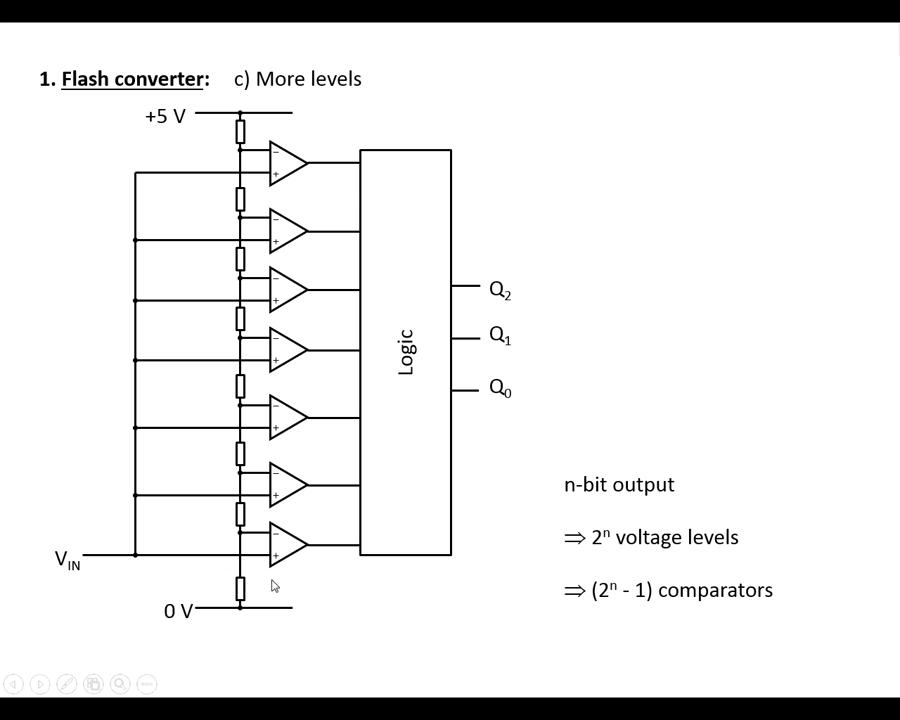 1. Flash converter: c) More levels
+5 V
Logic
Q₂
Q₁
Q₀
n-bit output
⇒ 2ⁿ voltage levels
V_IN
⇒ (2ⁿ - 1) comparators
0 V